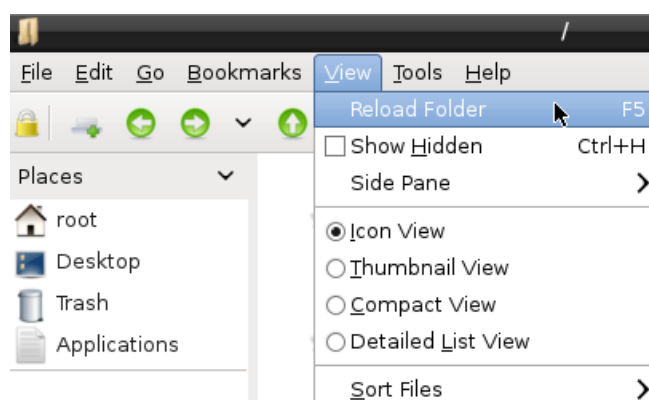 /
File Edit Go Bookmarks View Tools Help
Reload Folder F5
Show Hidden Ctrl+H
Side Pane
Icon View
Thumbnail View
Compact View
Detailed List View
Sort Files
Places
root
Desktop
Trash
Applications